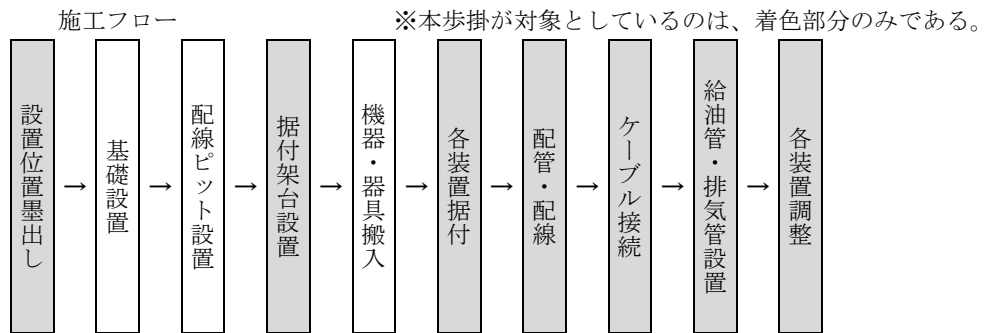 施工フロー
※本歩掛が対象としているのは、着色部分のみである。
設置位置墨出し
→
基礎設置
→
配線ピット設置
→
据付架台設置
→
機器・器具搬入
→
各装置据付
→
配管・配線
→
ケーブル接続
→
給油管・排気管設置
→
各装置調整